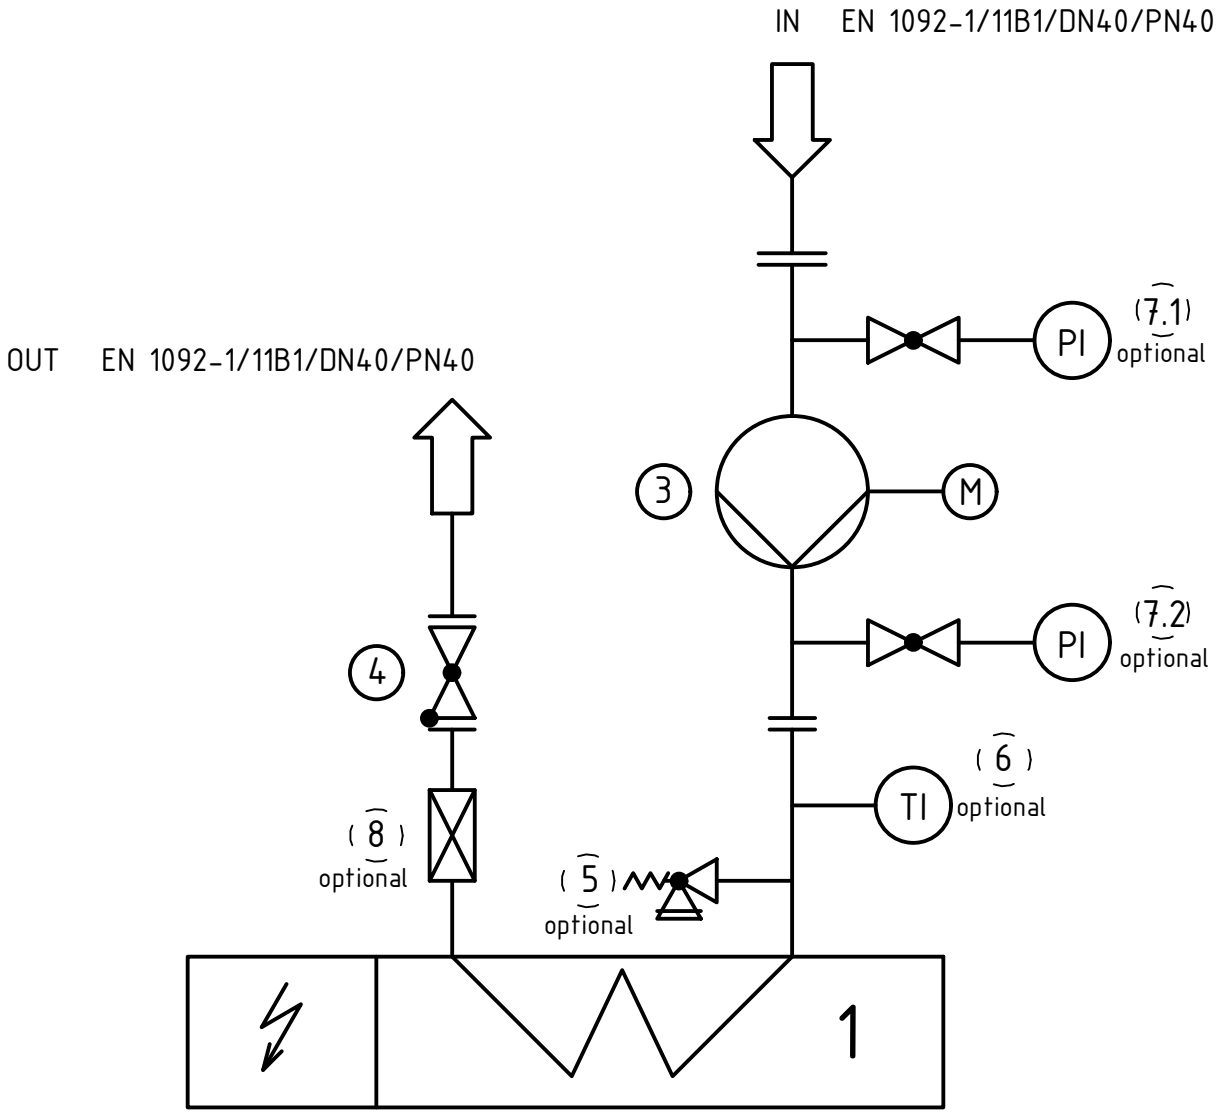 IN EN 1092-1/11B1/DN40/PN40
(7.1)
PI
optional
OUT EN 1092-1/11B1/DN40/PN40
3
M
(7.2)
PI
optional
4
(6)
TI
optional
(8)
optional
(5)
optional
1